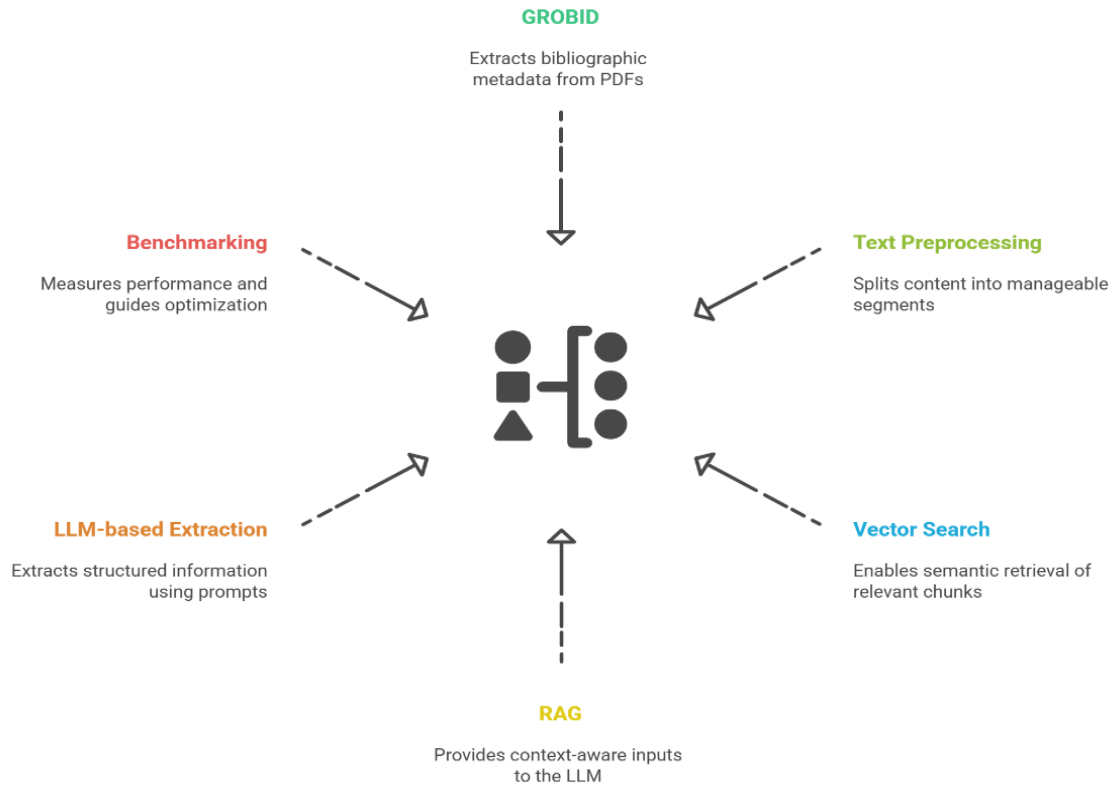 GROBID
Extracts bibliographic
metadata from PDFs
Benchmarking
Measures performance and
guides optimization
Text Preprocessing
Splits content into manageable
segments
LLM-based Extraction
Extracts structured information
using prompts
Vector Search
Enables semantic retrieval of
relevant chunks
RAG
Provides context-aware inputs
to the LLM